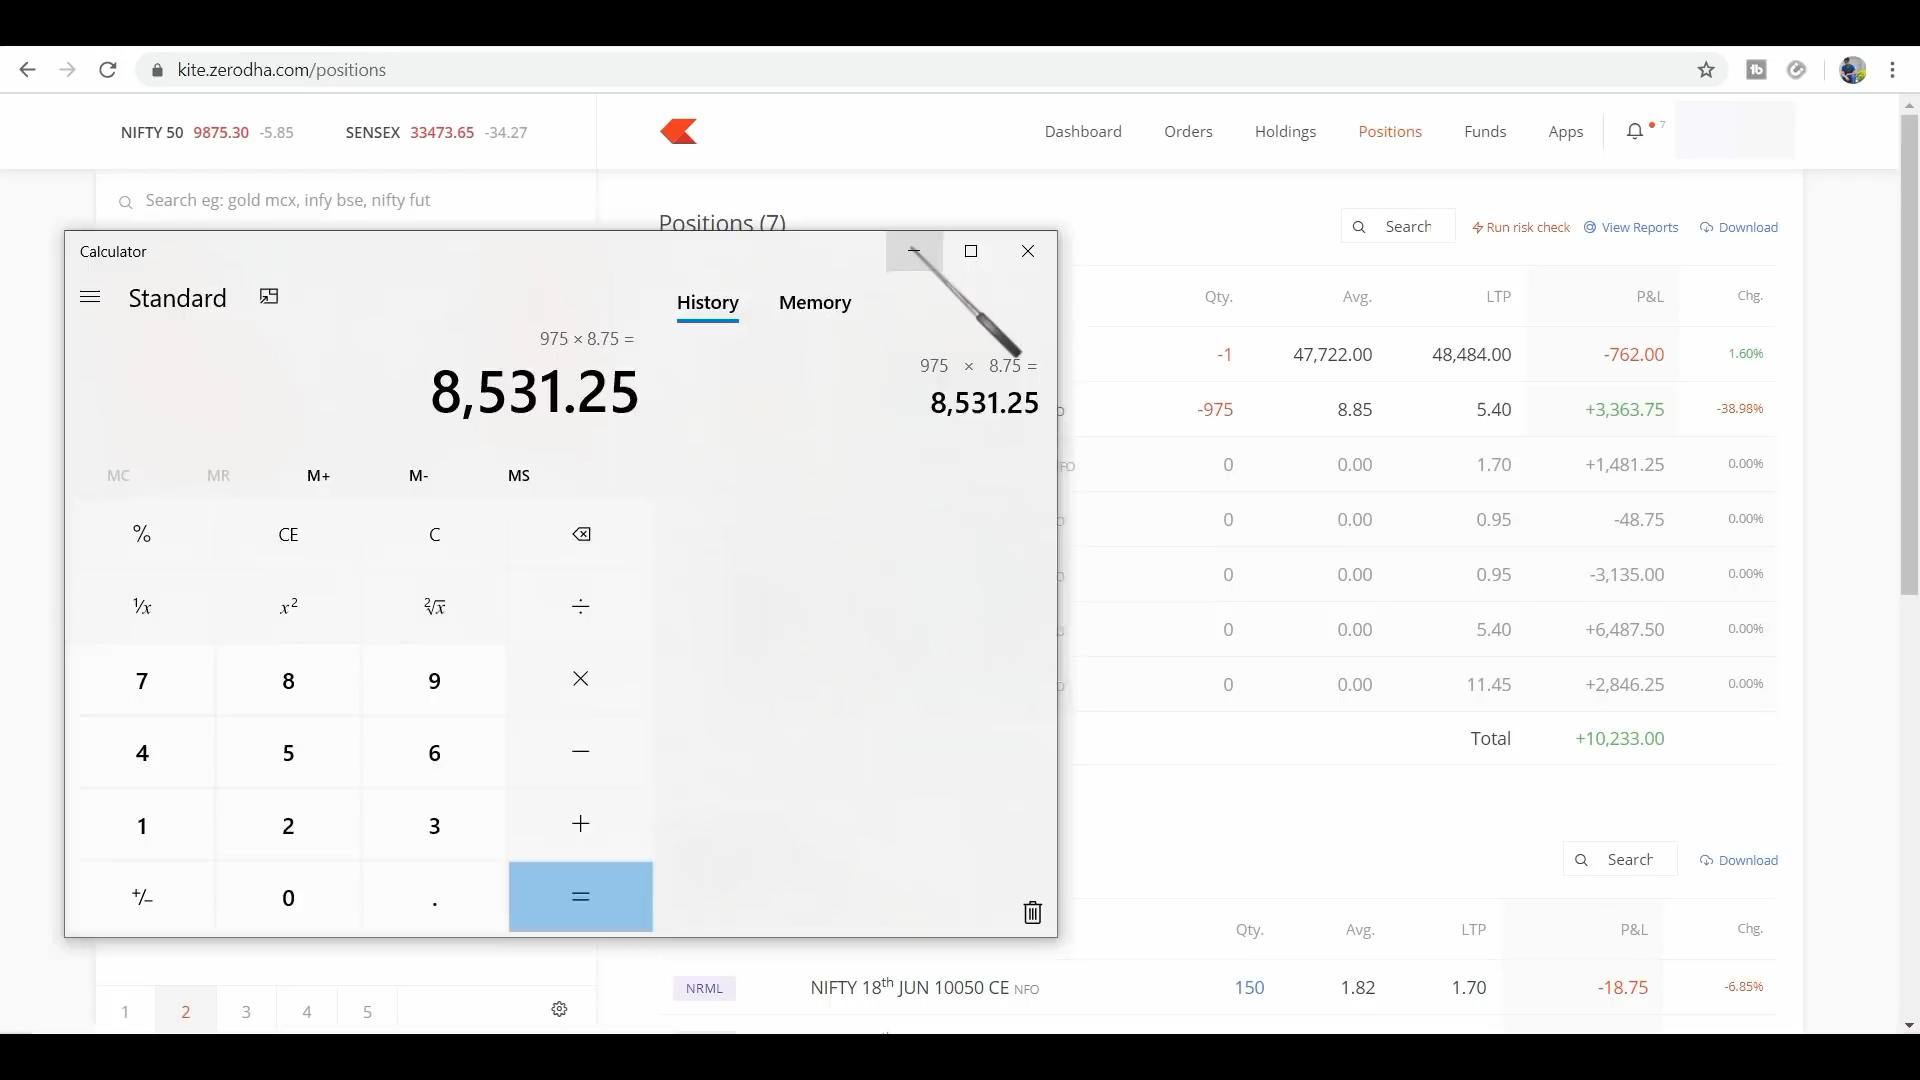 kite.zerodha.com/positions
NIFTY 50 9875.30 -5.85 SENSEX 33473.65 -34.27
Dashboard Orders Holdings Positions Funds Apps 7
Search eg: gold mcx, infy bse, nifty fut
Positions (7)
Search Run risk check View Reports Download
Calculator
Standard
History Memory
975 × 8.75 =
8,531.25
975 × 8.75 =
8,531.25
MC MR M+ M- MS
% CE C
¹/x x² ²√x ÷
7 8 9 ×
4 5 6 −
1 2 3 +
+/− 0 . =
Qty. Avg. LTP P&L Chg.
-1 47,722.00 48,484.00 -762.00 1.60%
-975 8.85 5.40 +3,363.75 -38.98%
0 0.00 1.70 +1,481.25 0.00%
0 0.00 0.95 -48.75 0.00%
0 0.00 0.95 -3,135.00 0.00%
0 0.00 5.40 +6,487.50 0.00%
0 0.00 11.45 +2,846.25 0.00%
Total +10,233.00
Search Download
Qty. Avg. LTP P&L Chg.
NRML NIFTY 18th JUN 10050 CE NFO 150 1.82 1.70 -18.75 -6.85%
1 2 3 4 5